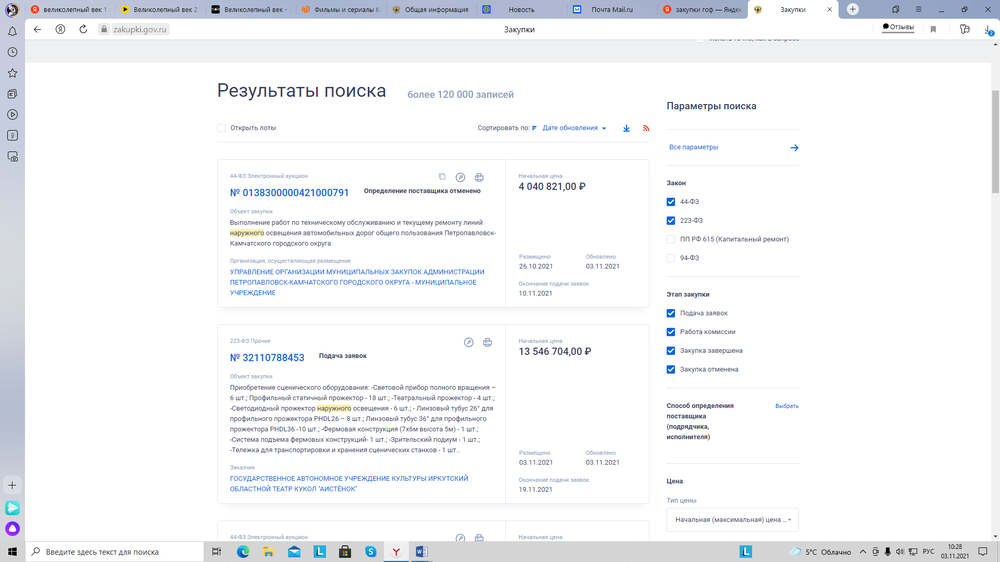 великолепный век 1
Великолепный век 2
Великолепный век -
Фильмы и сериалы К
Общая информация
Новость
Почта Mail.ru
закупки гоф — Яндек
Закупки
zakupki.gov.ru
Закупки
Отзывы
2
9
Результаты поиска
более 120 000 записей
Открыть лоты
Сортировать по:
Дате обновления
44-ФЗ Электронный аукцион
№ 0138300000421000791
Определение поставщика отменено
Объект закупки
Выполнение работ по техническому обслуживанию и текущему ремонту линий
наружного освещения автомобильных дорог общего пользования Петропавловск-
Камчатского городского округа
Организация, осуществляющая размещение
УПРАВЛЕНИЕ ОРГАНИЗАЦИИ МУНИЦИПАЛЬНЫХ ЗАКУПОК АДМИНИСТРАЦИИ
ПЕТРОПАВЛОВСК-КАМЧАТСКОГО ГОРОДСКОГО ОКРУГА - МУНИЦИПАЛЬНОЕ
УЧРЕЖДЕНИЕ
Начальная цена
4 040 821,00 ₽
Размещено
Обновлено
26.10.2021
03.11.2021
Окончание подачи заявок
10.11.2021
223-ФЗ Прочие
№ 32110788453
Подача заявок
Объект закупки
Приобретение сценического оборудования: -Световой прибор полного вращения –
6 шт.; Профильный статичный прожектор - 18 шт.; -Театральный прожектор - 4 шт.;
-Светодиодный прожектор наружного освещения - 6 шт.; - Линзовый тубус 26° для
профильного прожектора PHDL26 – 8 шт.; Линзовый тубус 36° для профильного
прожектора PHDL36 -10 шт.; -Фермовая конструкция (7х6м высота 5м) - 1 шт.;
-Система подъема фермовых конструкций- 1 шт.; -Зрительский подиум - 1 шт.;
-Тележка для транспортировки и хранения сценических станков - 1 шт..
Заказчик
ГОСУДАРСТВЕННОЕ АВТОНОМНОЕ УЧРЕЖДЕНИЕ КУЛЬТУРЫ ИРКУТСКИЙ
ОБЛАСТНОЙ ТЕАТР КУКОЛ "АИСТЁНОК"
Начальная цена
13 546 704,00 ₽
Размещено
Обновлено
03.11.2021
03.11.2021
Окончание подачи заявок
19.11.2021
44-ФЗ Электронный аукцион
Начальная цена
Параметры поиска
Все параметры
Закон
44-ФЗ
223-ФЗ
ПП РФ 615 (Капитальный ремонт)
94-ФЗ
Этап закупки
Подача заявок
Работа комиссии
Закупка завершена
Закупка отменена
Способ определения
поставщика
(подрядчика,
исполнителя)
Выбрать
Цена
Тип цены
Начальная (максимальная) цена ...
Введите здесь текст для поиска
5°C Облачно
РУС
10:28
03.11.2021